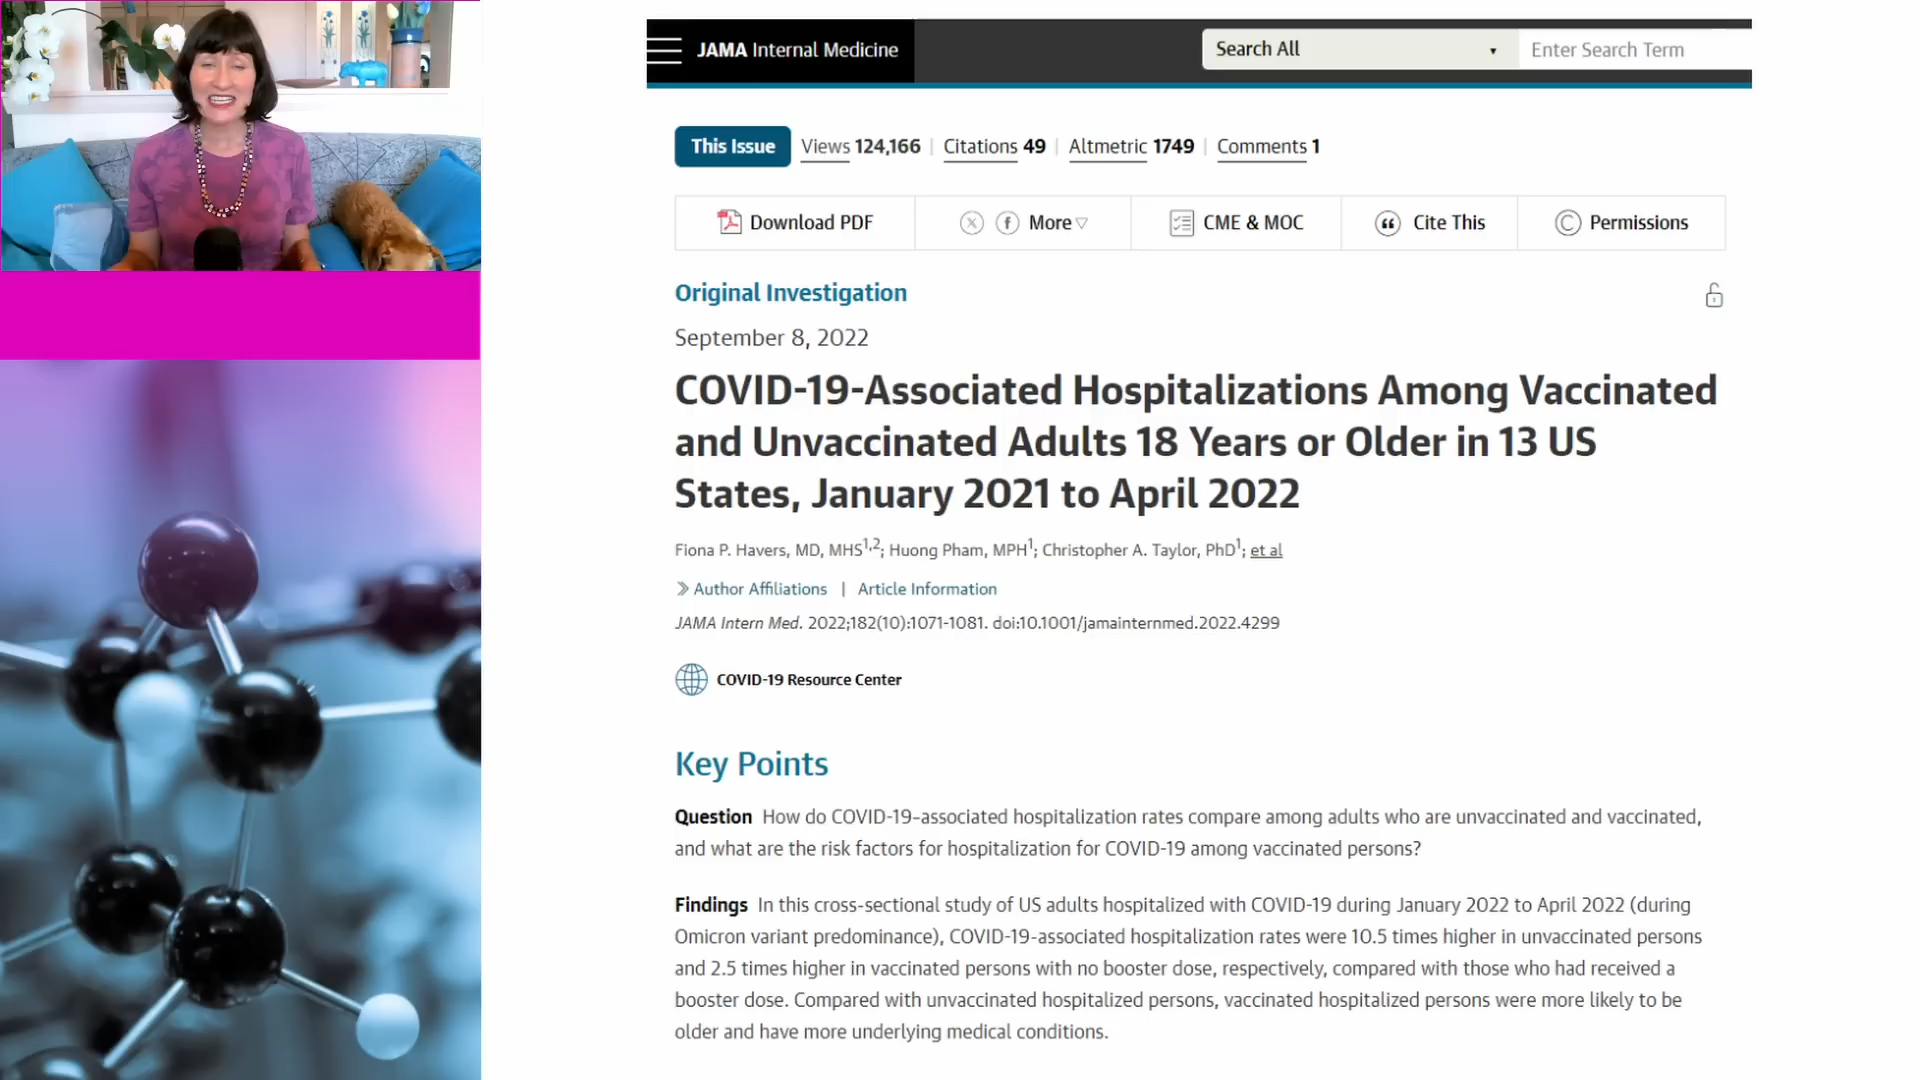 JAMA Internal Medicine
Search All
Enter Search Term
This Issue
Views 124,166 | Citations 49 | Altmetric 1749 | Comments 1
Download PDF
More
CME & MOC
Cite This
Permissions
Original Investigation
September 8, 2022
COVID-19-Associated Hospitalizations Among Vaccinated
and Unvaccinated Adults 18 Years or Older in 13 US
States, January 2021 to April 2022
Fiona P. Havers, MD, MHS1,2; Huong Pham, MPH1; Christopher A. Taylor, PhD1; et al
Author Affiliations | Article Information
JAMA Intern Med. 2022;182(10):1071-1081. doi:10.1001/jamainternmed.2022.4299
COVID-19 Resource Center
Key Points
Question How do COVID-19-associated hospitalization rates compare among adults who are unvaccinated and vaccinated,
and what are the risk factors for hospitalization for COVID-19 among vaccinated persons?
Findings In this cross-sectional study of US adults hospitalized with COVID-19 during January 2022 to April 2022 (during
Omicron variant predominance), COVID-19-associated hospitalization rates were 10.5 times higher in unvaccinated persons
and 2.5 times higher in vaccinated persons with no booster dose, respectively, compared with those who had received a
booster dose. Compared with unvaccinated hospitalized persons, vaccinated hospitalized persons were more likely to be
older and have more underlying medical conditions.